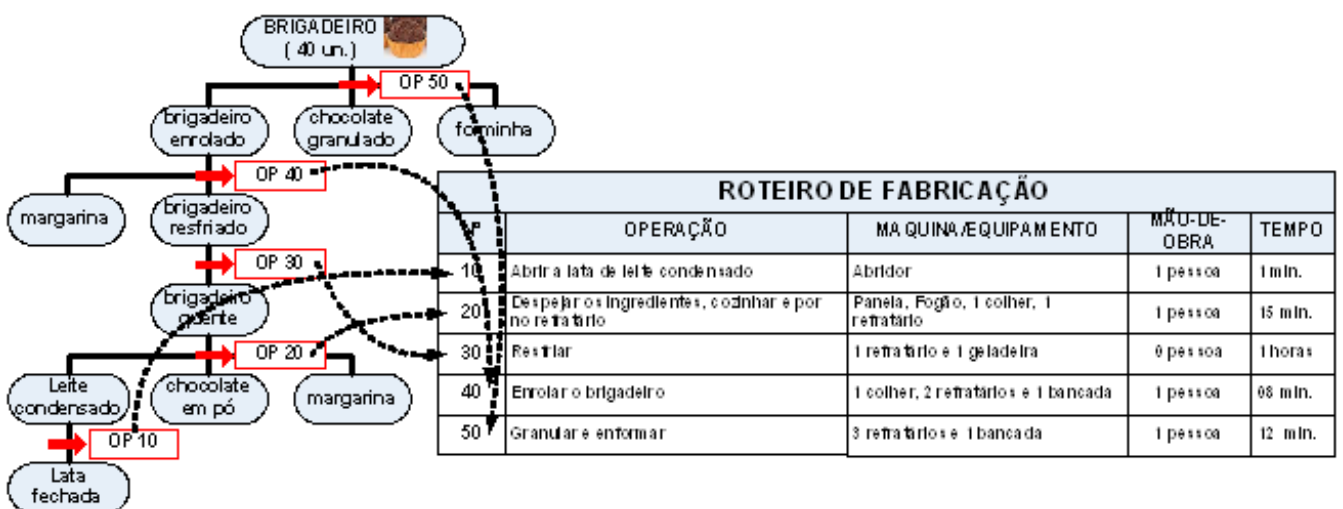 BRIGADEIRO
( 40 un.)
OP 50
brigadeiro
enrolado
chocolate
granulado
forminha
OP 40
margarina
brigadeiro
resfriado
OP 30
brigadeiro
quente
OP 20
Leite
condensado
chocolate
em pó
margarina
OP 10
Lata
fechada
ROTEIRO DE FABRICAÇÃO
OPERAÇÃO
MAQUINA/EQUIPAMENTO
MÃO-DE-
OBRA
TEMPO
10 Abrir a lata de leite condensado Abridor 1 pessoa 1 min.
20 Despejar os ingredientes, cozinhar e por
no refratário
Panela, Fogão, 1 colher, 1
refratário
1 pessoa 15 min.
30 Resfriar 1 refratário e 1 geladeira 0 pessoa 1 horas
40 Enrolar o brigadeiro 1 colher, 2 refratários e 1 bancada 1 pessoa 08 min.
50 Granular e enformar 3 refratários e 1 bancada 1 pessoa 12 min.